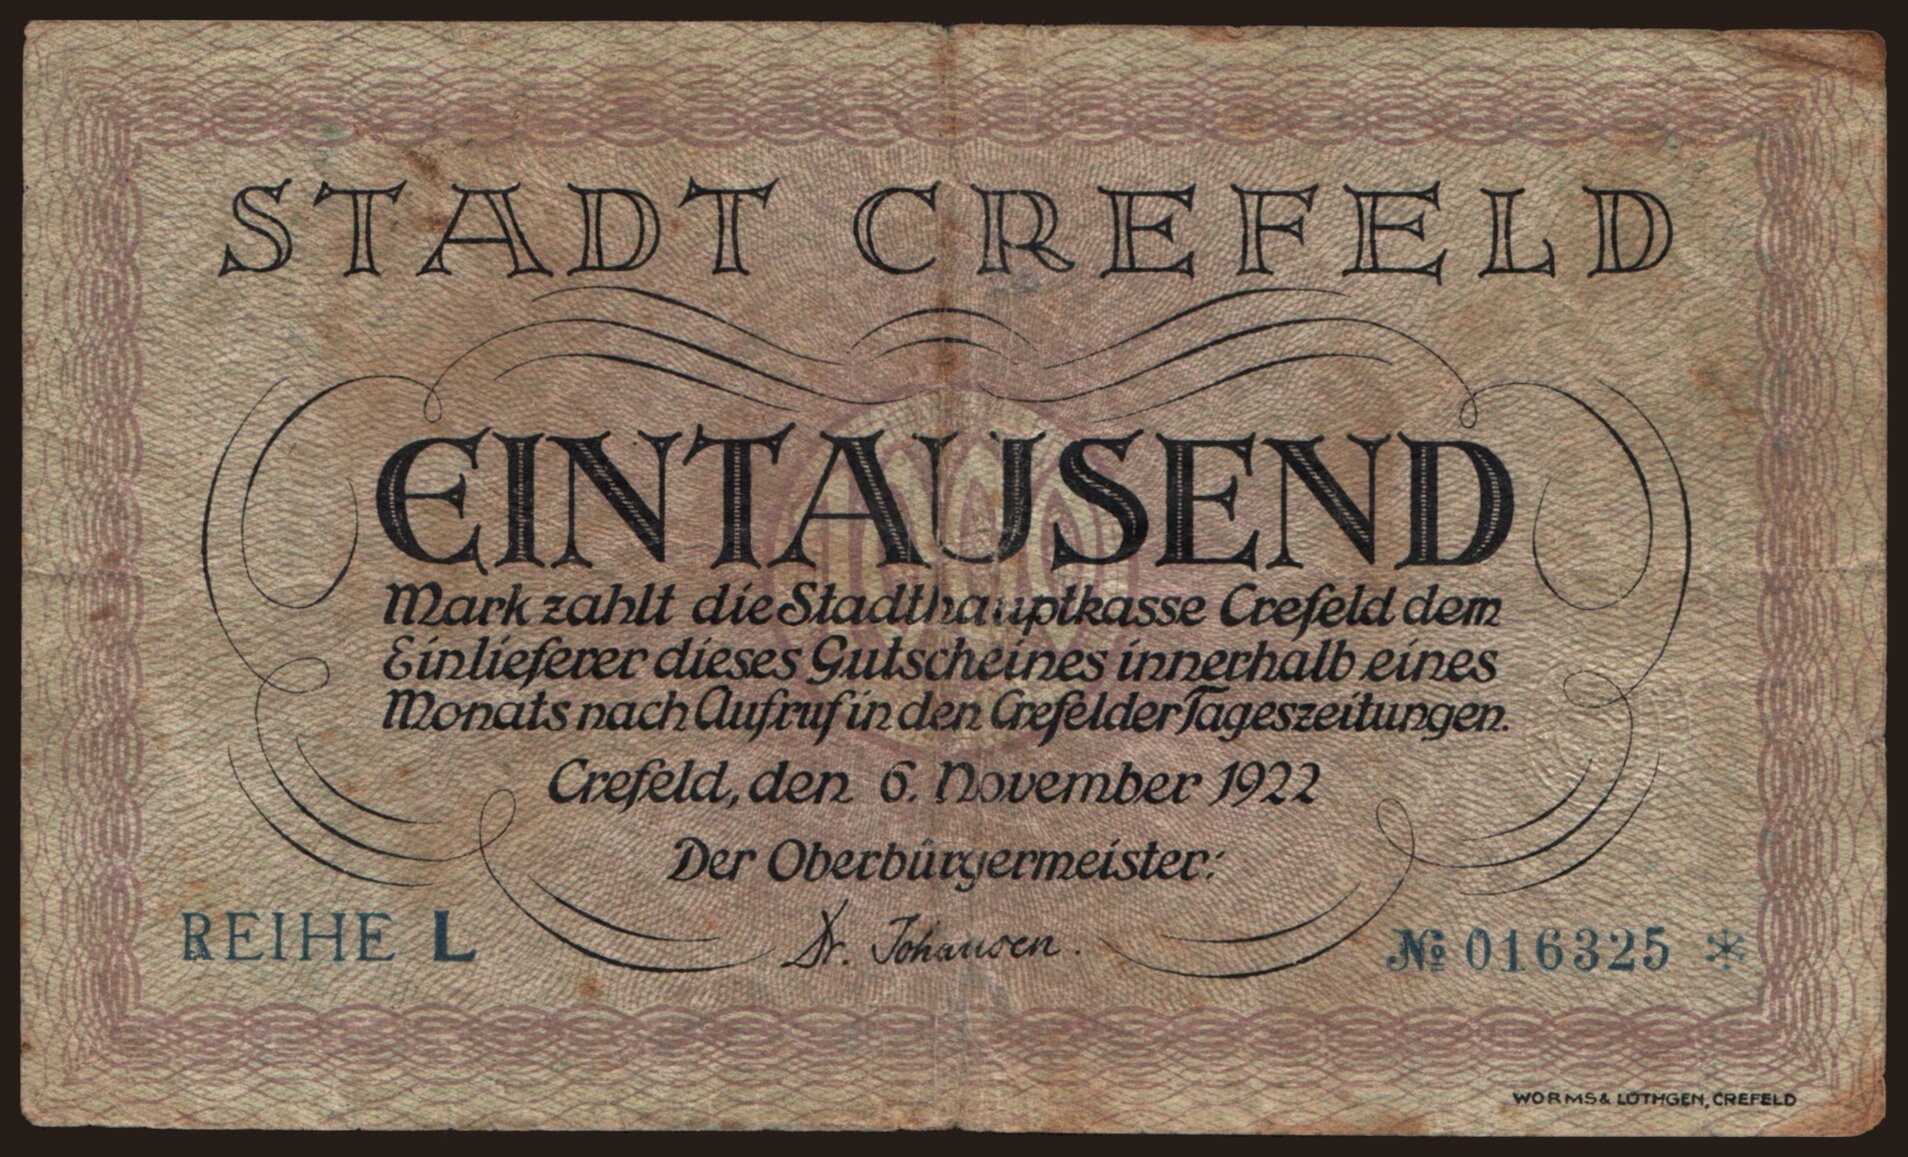 STADT CREFELD
EINTAUSEND
Mark zahlt die Stadthauptkasse Crefeld dem
Einlieferer dieses Gutscheines innerhalb eines
Monats nach Aufruf in den Crefelder Tageszeitungen.
Crefeld, den 6. November 1922
Der Oberbürgermeister:
Dr. Johansen.
REIHE L
№ 016325 *
WORMS & LÜTHGEN, CREFELD
1000